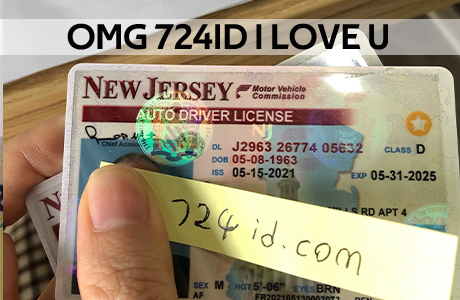 OMG 724ID I LOVE U
NEW JERSEY Motor Vehicle Commission
AUTO DRIVER LICENSE
DL J2963 26774 05632 CLASS D
DOB 05-08-1963
ISS 05-15-2021 EXP 05-31-2025
RD APT 4
724id.com
SEX M HGT 5'-06" EYES BRN